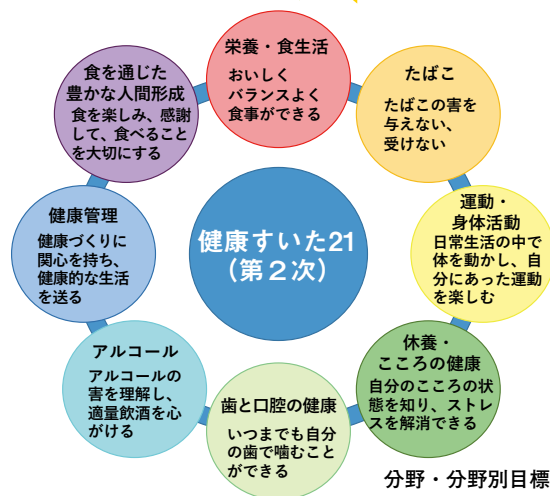 栄養・食生活
おいしく
バランスよく
食事ができる
たばこ
たばこの害を
与えない、
受けない
運動・
身体活動
日常生活の中で
体を動かし、自
分にあった運動
を楽しむ
休養・
こころの健康
自分のこころの状
態を知り、ストレ
スを解消できる
歯と口腔の健康
いつまでも自分
の歯で噛むこと
ができる
アルコール
アルコールの
害を理解し、
適量飲酒を心
がける
健康管理
健康づくりに
関心を持ち、
健康的な生活
を送る
食を通じた
豊かな人間形成
食を楽しみ、感謝
して、食べること
を大切にする
健康すいた21
（第２次）
分野・分野別目標